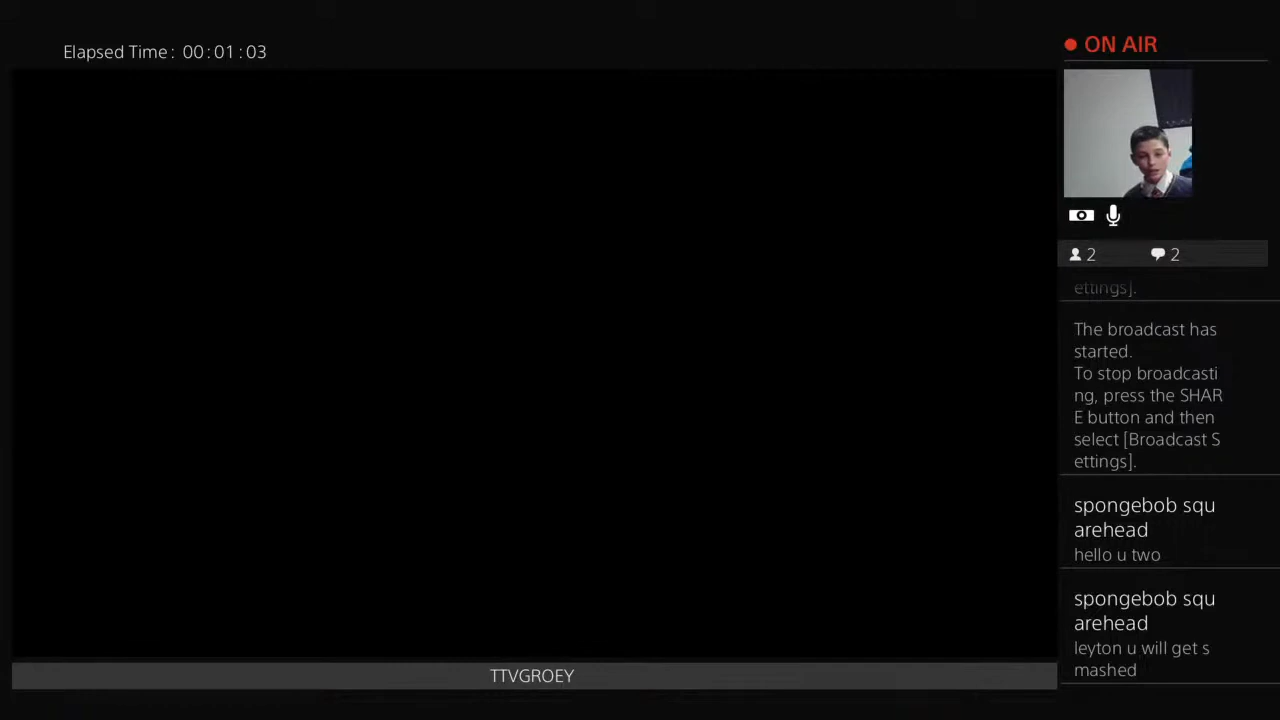 Elapsed Time: 00:01:03
ON AIR
2 2
ettings].
The broadcast has
started.
To stop broadcasti
ng, press the SHAR
E button and then
select [Broadcast S
ettings].
spongebob squ
arehead
hello u two
spongebob squ
arehead
leyton u will get s
mashed
TTVGROEY